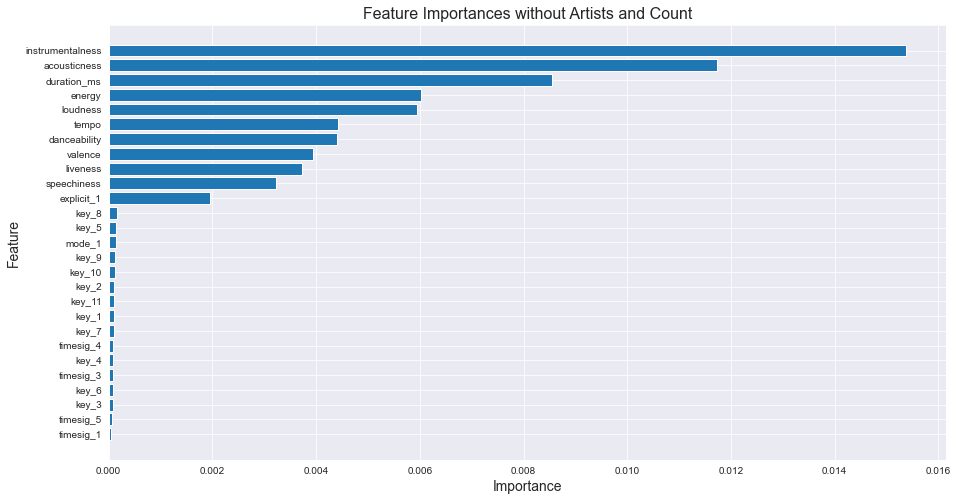 Feature Importances without Artists and Count
Feature
instrumentalness
acousticness
duration_ms
energy
loudness
tempo
danceability
valence
liveness
speechiness
explicit_1
key_8
key_5
mode_1
key_9
key_10
key_2
key_11
key_1
key_7
timesig_4
key_4
timesig_3
key_6
key_3
timesig_5
timesig_1
0.000 0.002 0.004 0.006 0.008 0.010 0.012 0.014 0.016
Importance